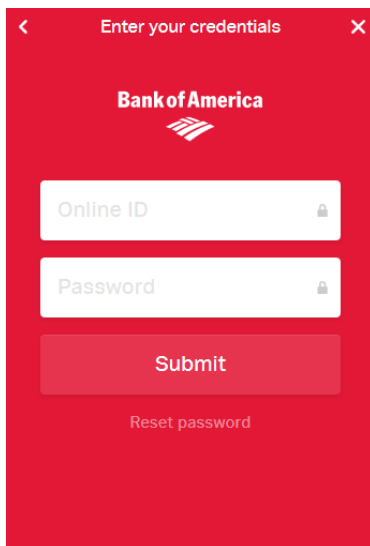 Enter your credentials
Bank of America
Online ID
Password
Submit
Reset password